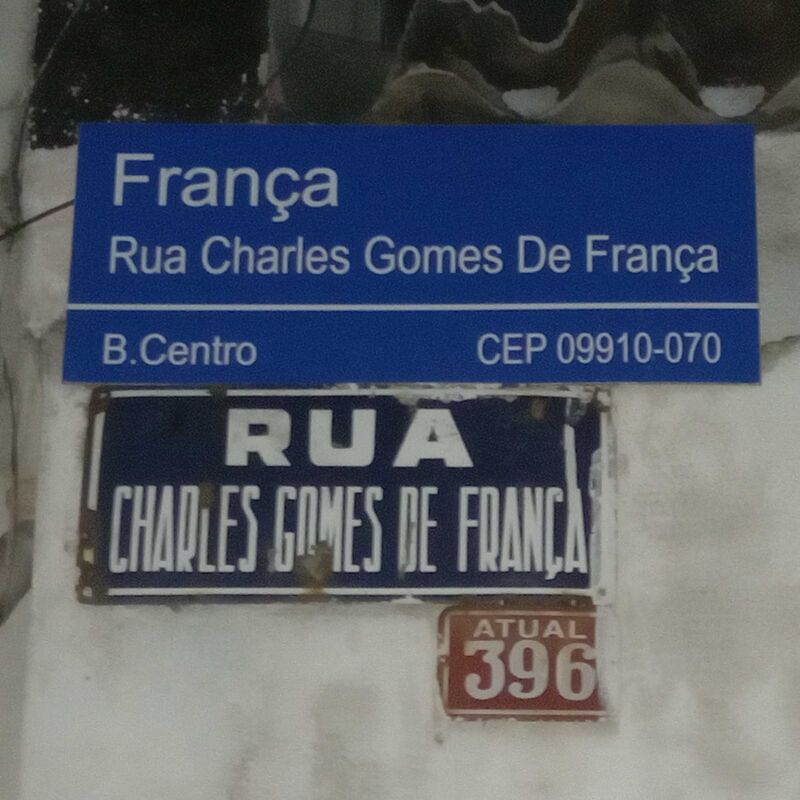 França
Rua Charles Gomes De França
B.Centro CEP 09910-070
RUA
CHARLES GOMES DE FRANÇA
ATUAL
396